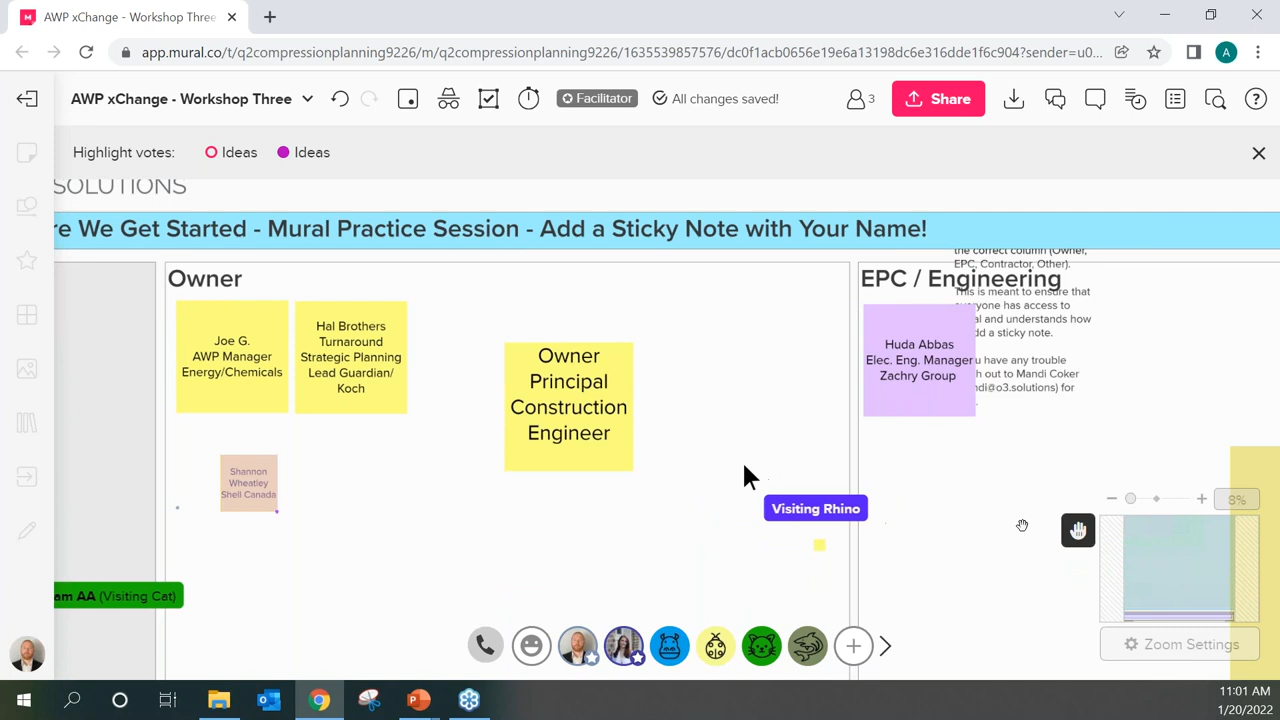 AWP xChange - Workshop Three
app.mural.co/t/q2compressionplanning9226/m/q2compressionplanning9226/1635539857576/dc0f1acb0656e19e6a13198dc6e316dde1f6c904?sender=u0...
A
AWP xChange - Workshop Three
Facilitator
All changes saved!
3
Share
Highlight votes:
Ideas
Ideas
SOLUTIONS
re We Get Started - Mural Practice Session - Add a Sticky Note with Your Name!
Owner
Joe G.
AWP Manager
Energy/Chemicals
Hal Brothers
Turnaround
Strategic Planning
Lead Guardian/
Koch
Owner
Principal
Construction
Engineer
Shannon
Wheatley
Shell Canada
EPC / Engineering
the correct column (Owner,
EPC, Contractor, Other).
This is meant to ensure that
everyone has access to
al and understands how
dd a sticky note.
u have any trouble
h out to Mandi Coker
ndi@o3.solutions) for
Huda Abbas
Elec. Eng. Manager
Zachry Group
Visiting Rhino
am AA (Visiting Cat)
8%
Zoom Settings
11:01 AM
1/20/2022